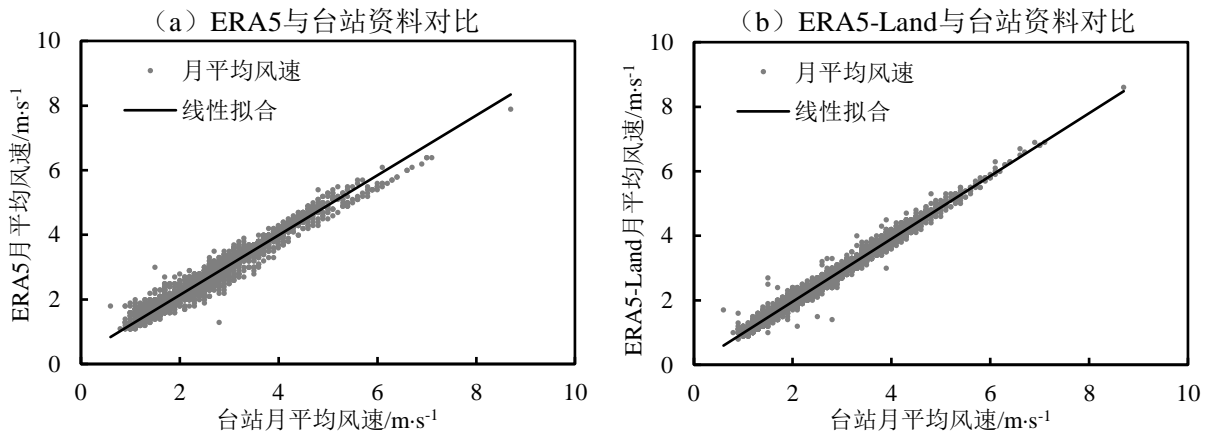 （a）ERA5与台站资料对比
10
8
6
4
2
0
0 2 4 6 8 10
ERA5月平均风速/m·s⁻¹
台站月平均风速/m·s⁻¹
月平均风速
线性拟合
（b）ERA5-Land与台站资料对比
10
8
6
4
2
0
0 2 4 6 8 10
ERA5-Land月平均风速/m·s⁻¹
台站月平均风速/m·s⁻¹
月平均风速
线性拟合